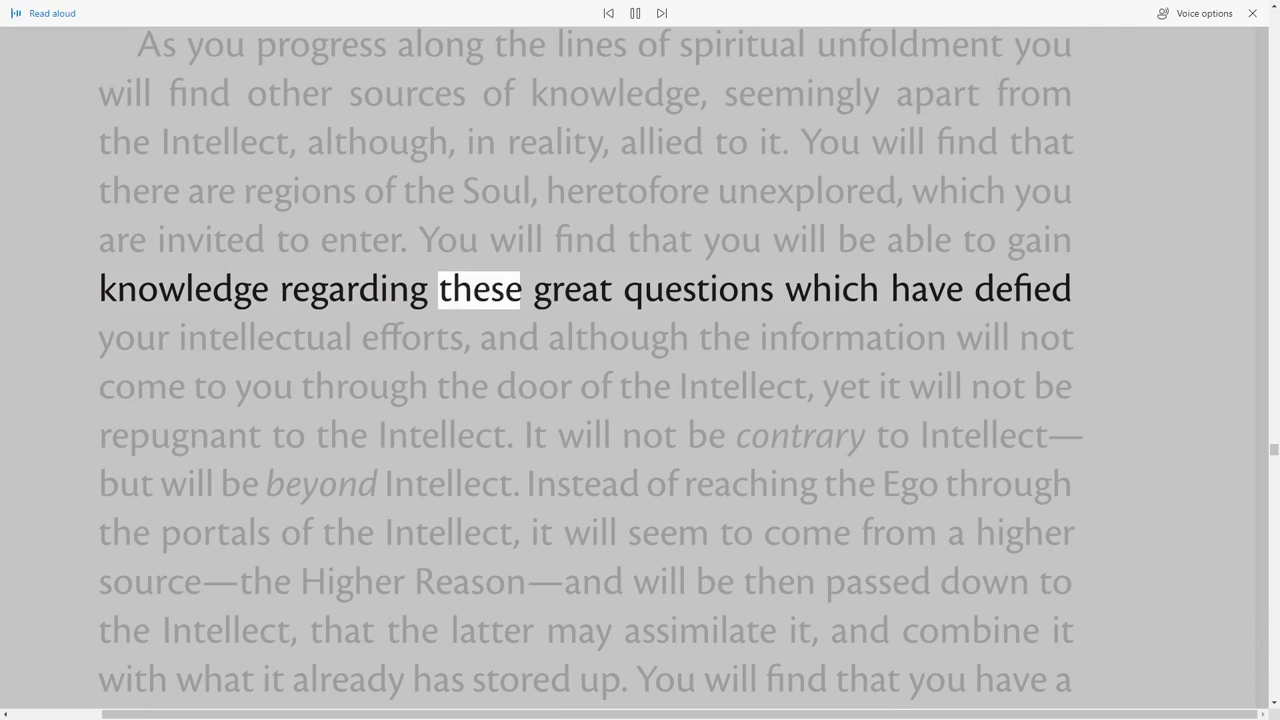 Read aloud
Voice options
As you progress along the lines of spiritual unfoldment you
will find other sources of knowledge, seemingly apart from
the Intellect, although, in reality, allied to it. You will find that
there are regions of the Soul, heretofore unexplored, which you
are invited to enter. You will find that you will be able to gain
knowledge regarding these great questions which have defied
your intellectual efforts, and although the information will not
come to you through the door of the Intellect, yet it will not be
repugnant to the Intellect. It will not be contrary to Intellect—
but will be beyond Intellect. Instead of reaching the Ego through
the portals of the Intellect, it will seem to come from a higher
source—the Higher Reason—and will be then passed down to
the Intellect, that the latter may assimilate it, and combine it
with what it already has stored up. You will find that you have a